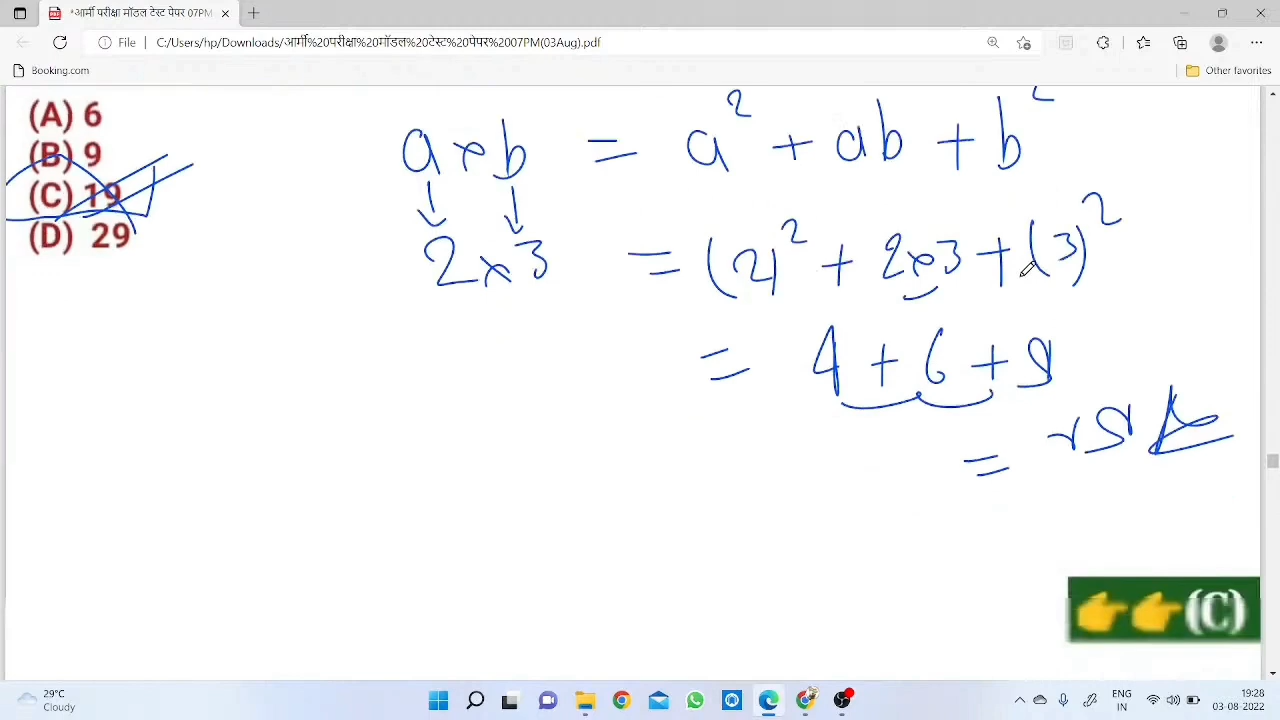 *आर्मी परीक्षा मॉडल टेस्ट पेपर 07PM
File C:/Users/hp/Downloads/आर्मी%20परीक्षा%20मॉडल%20टेस्ट%20पेपर%2007PM(03Aug).pdf
Booking.com
Other favorites
(A) 6
(B) 9
(C) 19
(D) 29
a × b = a² + ab + b²
2 × 3 = (2)² + 2×3 + (3)²
= 4 + 6 + 9
= 19
(C)
29°C
Cloudy
ENG
IN
19:28
03-08-2022